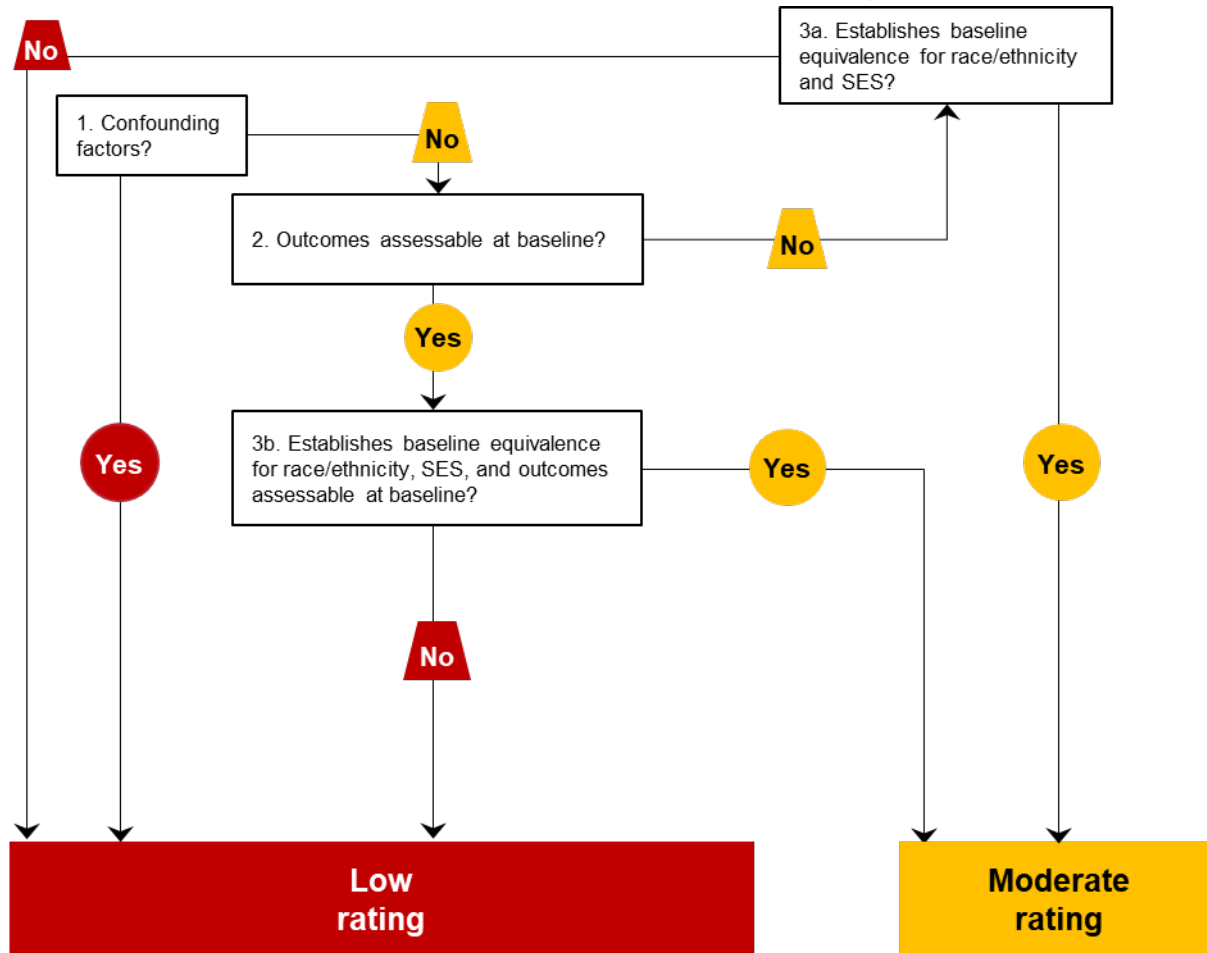 No
3a. Establishes baseline
equivalence for race/ethnicity
and SES?
1. Confounding
factors?
No
2. Outcomes assessable at baseline?
No
Yes
3b. Establishes baseline equivalence
for race/ethnicity, SES, and outcomes
assessable at baseline?
Yes
Yes
Yes
No
Low
rating
Moderate
rating